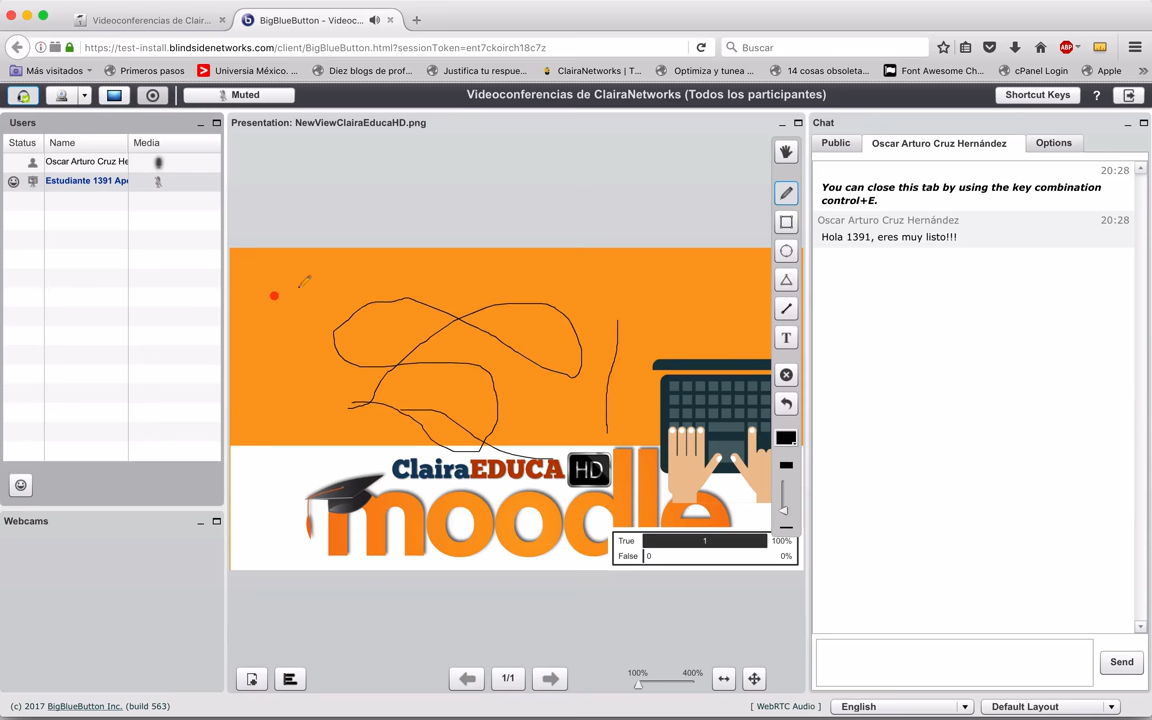 Videoconferencias de Clair...
BigBlueButton - Videoc...
https://test-install.blindsidenetworks.com/client/BigBlueButton.html?sessionToken=ent7ckoirch18c7z
Buscar
ABP
Más visitados
Primeros pasos
Universia México. ...
Diez blogs de prof...
Justifica tu respue...
ClairaNetworks | T...
Optimiza y tunea ...
14 cosas obsoleta...
Font Awesome Ch...
cPanel Login
Apple
Muted
Videoconferencias de ClairaNetworks (Todos los participantes)
Shortcut Keys
?
Users
Status Name Media
Oscar Arturo Cruz He
Estudiante 1391 Ap
Webcams
Presentation: NewViewClairaEducaHD.png
T
ClairaEDUCA HD
moodle
True 1 100%
False 0 0%
1/1
100% 400%
Chat
Public
Oscar Arturo Cruz Hernández
Options
20:28
You can close this tab by using the key combination
control+E.
Oscar Arturo Cruz Hernández 20:28
Hola 1391, eres muy listo!!!
Send
(c) 2017 BigBlueButton Inc. (build 563)
[ WebRTC Audio ]
English
Default Layout